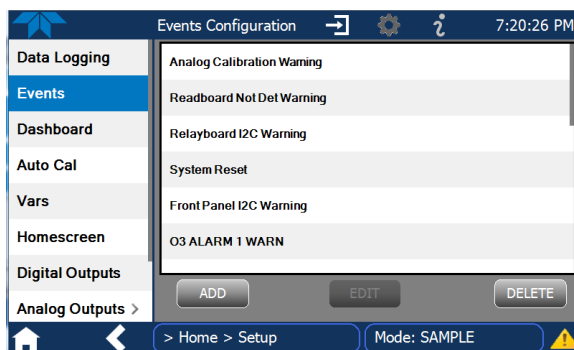 Events Configuration 7:20:26 PM
Data Logging
Events
Dashboard
Auto Cal
Vars
Homescreen
Digital Outputs
Analog Outputs >
Analog Calibration Warning
Readboard Not Det Warning
Relayboard I2C Warning
System Reset
Front Panel I2C Warning
O3 ALARM 1 WARN
ADD EDIT DELETE
> Home > Setup Mode: SAMPLE